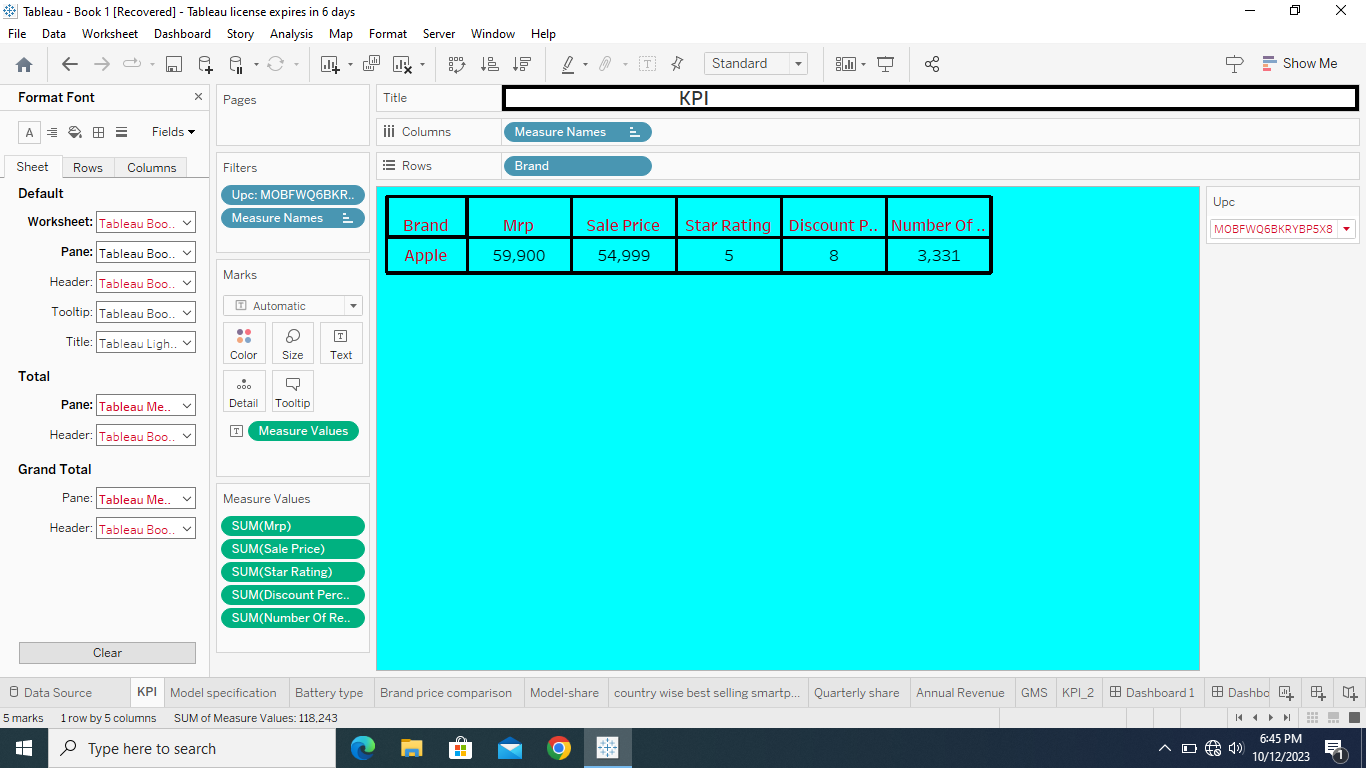 Tableau - Book 1 [Recovered] - Tableau license expires in 6 days
File Data Worksheet Dashboard Story Analysis Map Format Server Window Help
Standard
Show Me
Format Font
Fields
Sheet Rows Columns
Default
Worksheet: Tableau Boo..
Pane: Tableau Boo..
Header: Tableau Boo..
Tooltip: Tableau Boo..
Title: Tableau Ligh..
Total
Pane: Tableau Me..
Header: Tableau Boo..
Grand Total
Pane: Tableau Me..
Header: Tableau Boo..
Clear
Pages
Filters
Upc: MOBFWQ6BKR..
Measure Names
Marks
Automatic
Color Size Text
Detail Tooltip
Measure Values
Measure Values
SUM(Mrp)
SUM(Sale Price)
SUM(Star Rating)
SUM(Discount Perc..
SUM(Number Of Re..
Title KPI
Columns Measure Names
Rows Brand
Brand Mrp Sale Price Star Rating Discount P.. Number Of ..
Apple 59,900 54,999 5 8 3,331
Upc
MOBFWQ6BKRYBP5X8
Data Source KPI Model specification Battery type Brand price comparison Model-share country wise best selling smartp... Quarterly share Annual Revenue GMS KPI_2 Dashboard 1 Dashbo
5 marks 1 row by 5 columns SUM of Measure Values: 118,243
Type here to search
6:45 PM
10/12/2023
1